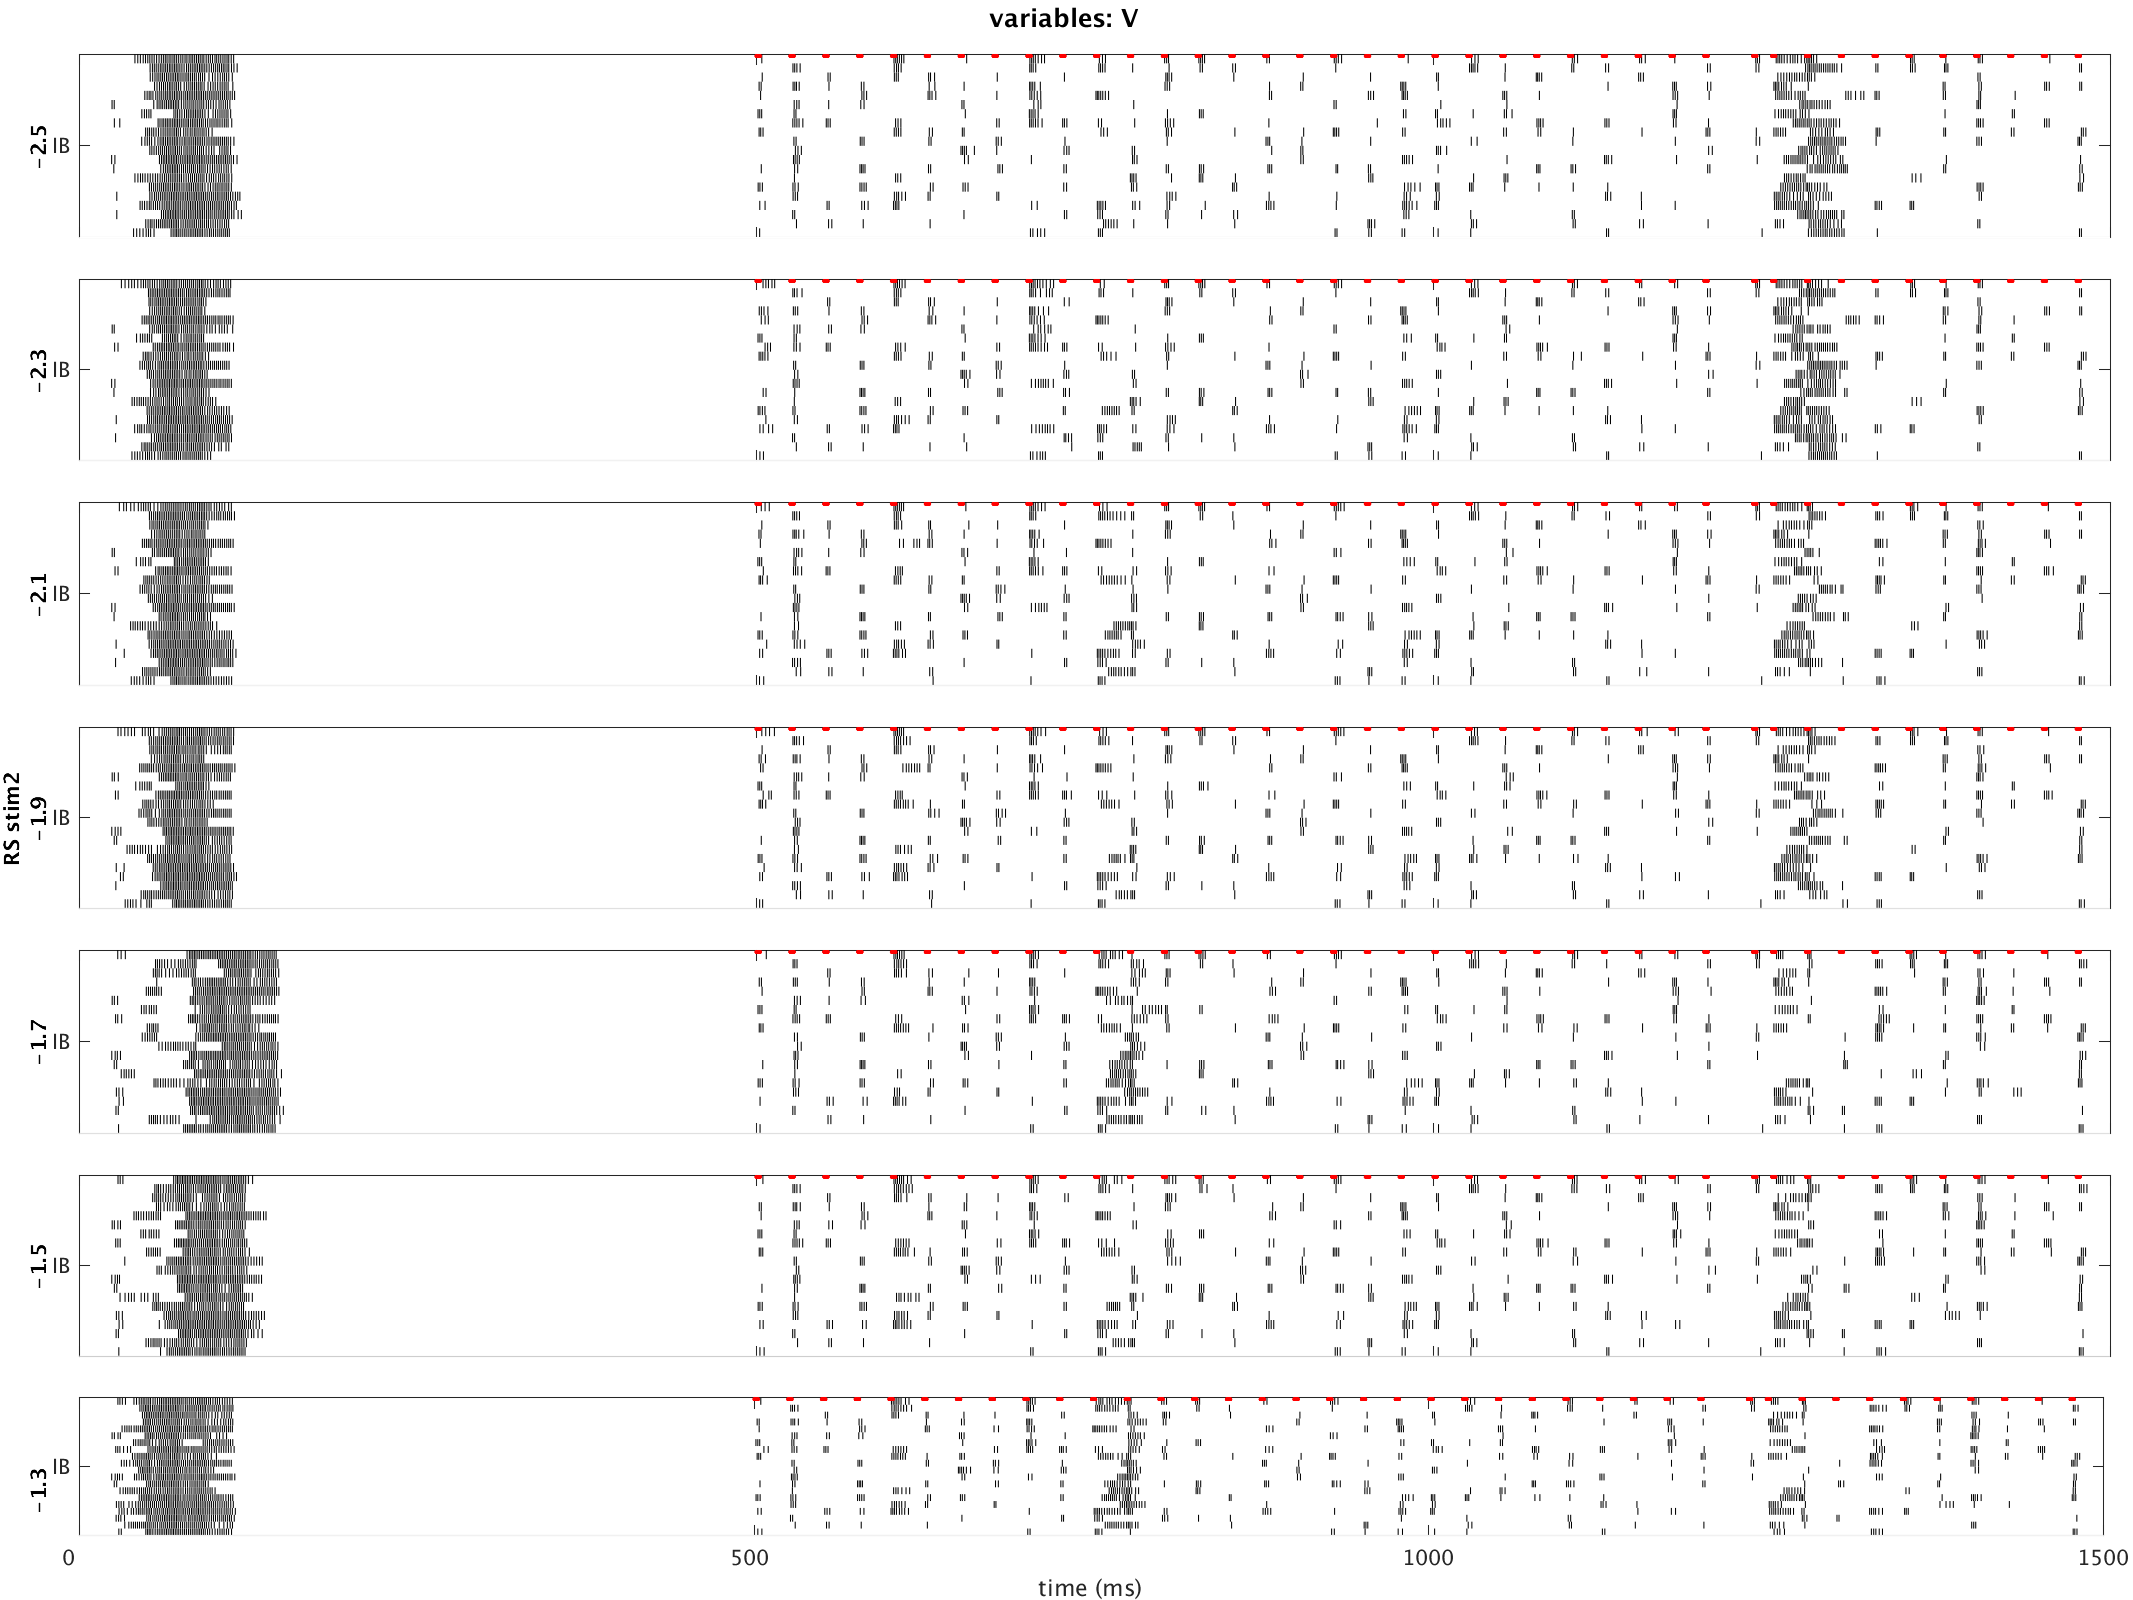 variables: V
RS stim2
-2.5
IB
-2.3
IB
-2.1
IB
-1.9
IB
-1.7
IB
-1.5
IB
-1.3
IB
0 500 1000 1500
time (ms)